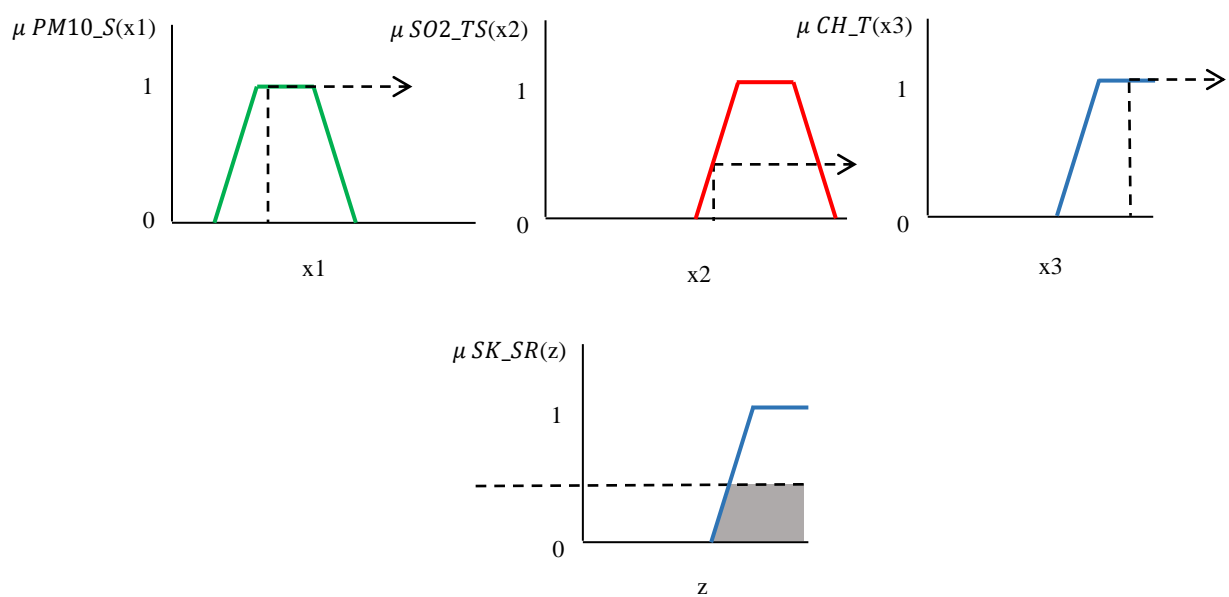 μ PM10_S(x1)
1
0
x1
μ SO2_TS(x2)
1
0
x2
μ CH_T(x3)
1
0
x3
μ SK_SR(z)
1
0
z